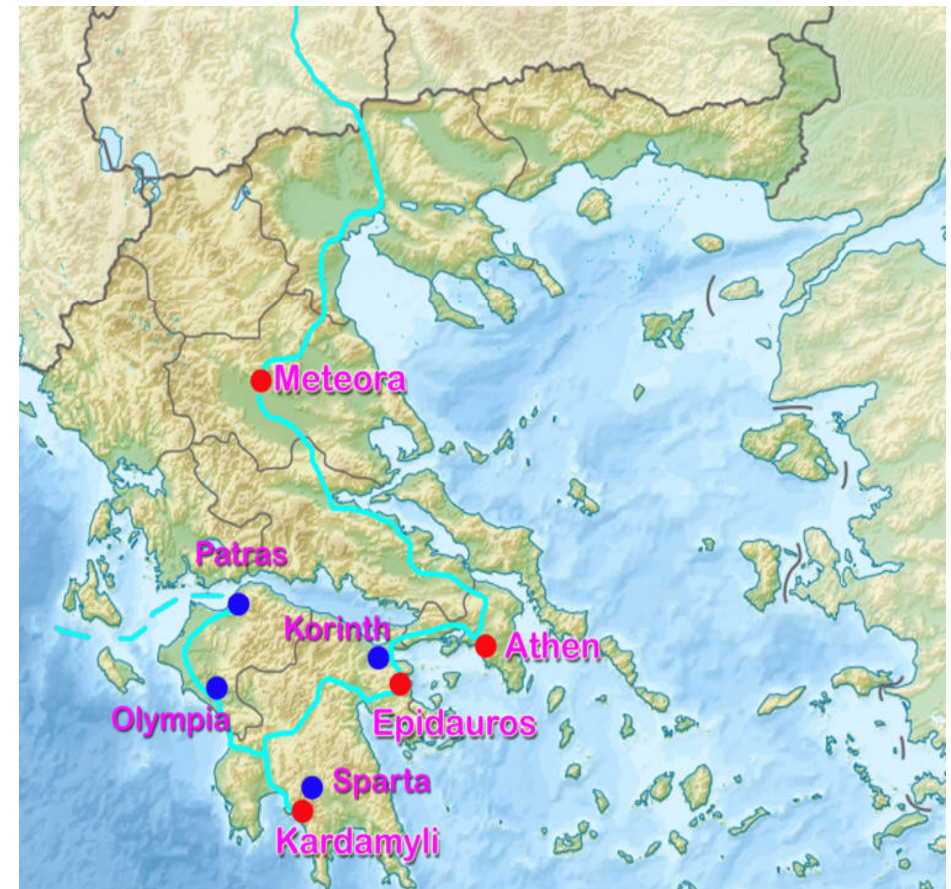 Meteora
Patras
Korinth
Athen
Olympia
Epidauros
Sparta
Kardamyli